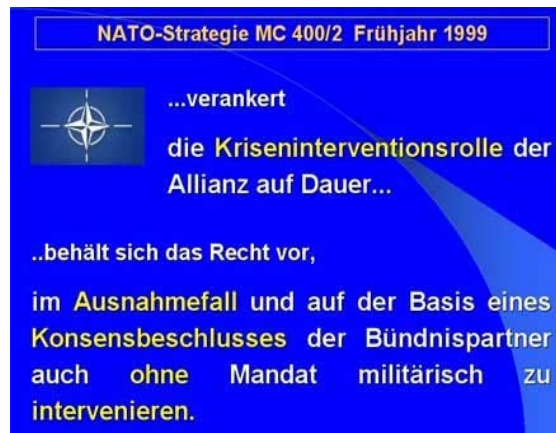 NATO-Strategie MC 400/2 Frühjahr 1999
...verankert
die Kriseninterventionsrolle der
Allianz auf Dauer...
..behält sich das Recht vor,
im Ausnahmefall und auf der Basis eines
Konsensbeschlusses der Bündnispartner
auch ohne Mandat militärisch zu
intervenieren.